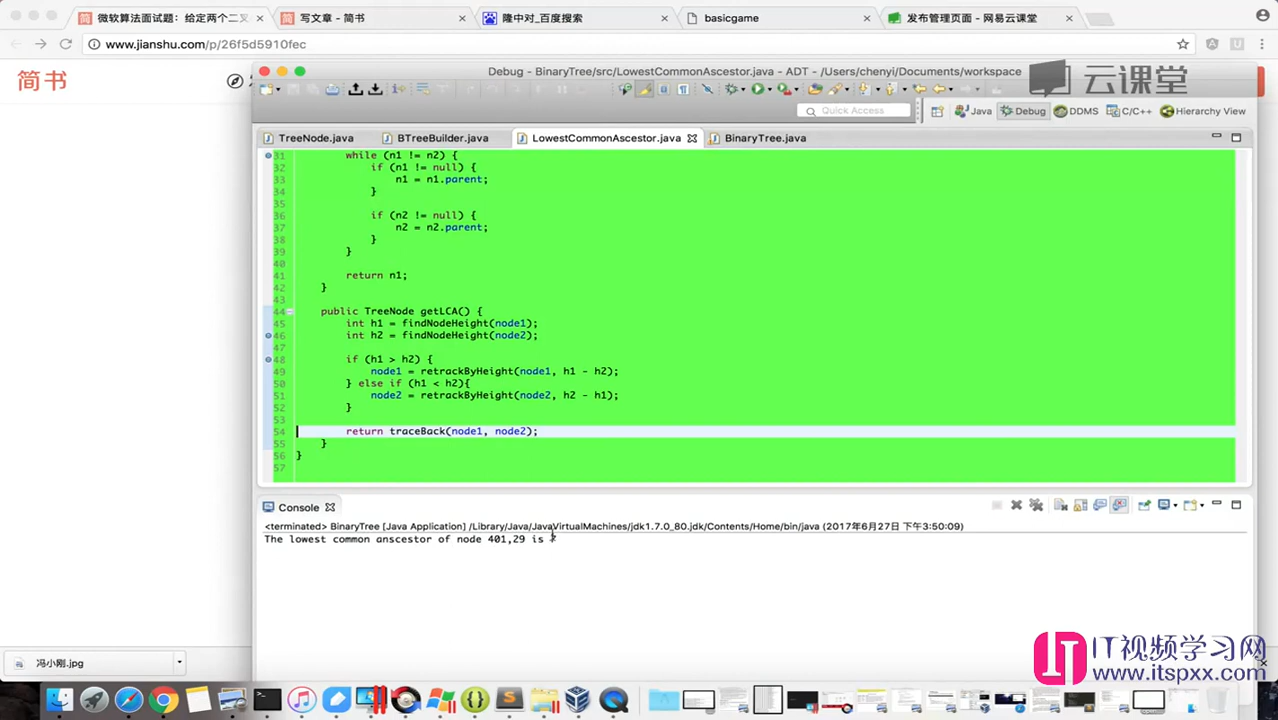 微软算法面试题：给定两个二叉
写文章 - 简书
隆中对_百度搜索
basicgame
发布管理页面 - 网易云课堂
www.jianshu.com/p/26f5d5910fec
简书
Debug - BinaryTree/src/LowestCommonAscestor.java - ADT - /Users/chenyi/Documents/workspace
云课堂
Quick Access
Java
Debug
DDMS
C/C++
Hierarchy View
TreeNode.java
BTreeBuilder.java
LowestCommonAscestor.java
BinaryTree.java
31 while (n1 != n2) {
32 if (n1 != null) {
33 n1 = n1.parent;
34 }
35
36 if (n2 != null) {
37 n2 = n2.parent;
38 }
39 }
40
41 return n1;
42 }
43
44 public TreeNode getLCA() {
45 int h1 = findNodeHeight(node1);
46 int h2 = findNodeHeight(node2);
47
48 if (h1 > h2) {
49 node1 = retrackByHeight(node1, h1 - h2);
50 } else if (h1 < h2){
51 node2 = retrackByHeight(node2, h2 - h1);
52 }
53
54 return traceBack(node1, node2);
55 }
56 }
57
Console
<terminated> BinaryTree [Java Application] /Library/Java/JavaVirtualMachines/jdk1.7.0_80.jdk/Contents/Home/bin/java (2017年6月27日 下午3:50:09)
The lowest common anscestor of node 401,29 is
冯小刚.jpg
IT视频学习网
www.itspxx.com